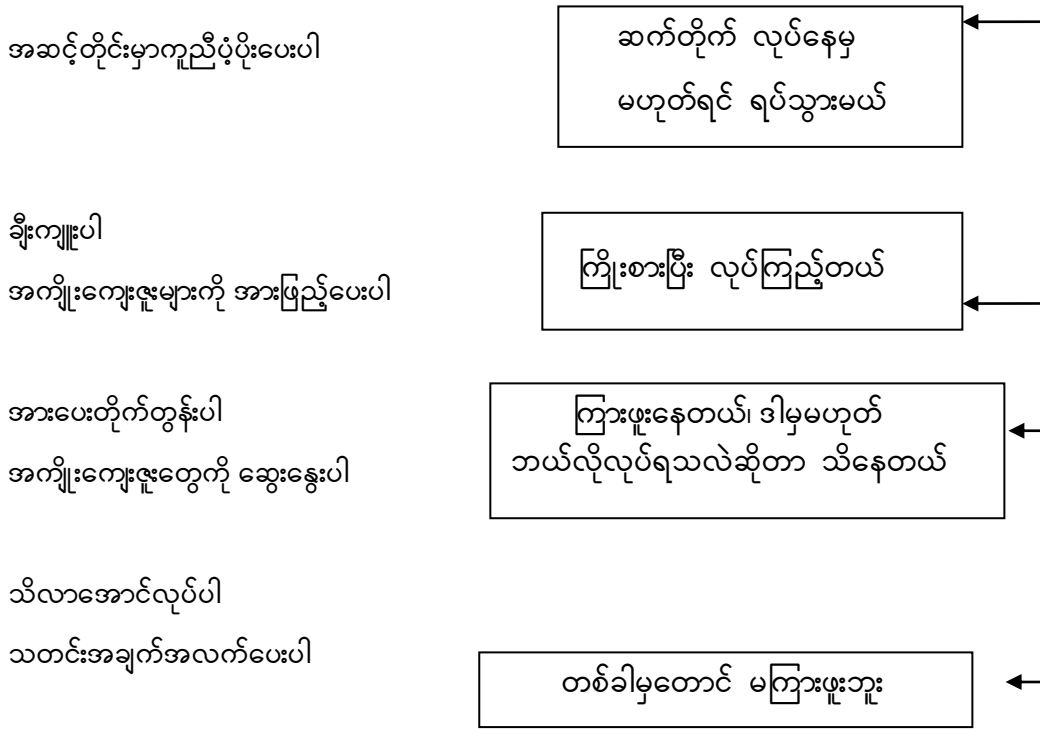 အဆင့်တိုင်းမှာကူညီပံ့ပိုးပေးပါ
ဆက်တိုက် လုပ်နေမှ
မဟုတ်ရင် ရပ်သွားမယ်
ချီးကျူးပါ
အကျိုးကျေးဇူးများကို အားဖြည့်ပေးပါ
ကြိုးစားပြီး လုပ်ကြည့်တယ်
အားပေးတိုက်တွန်းပါ
အကျိုးကျေးဇူးတွေကို ဆွေးနွေးပါ
ကြားဖူးနေတယ်၊ ဒါမှမဟုတ်
ဘယ်လိုလုပ်ရသလဲဆိုတာ သိနေတယ်
သိလာအောင်လုပ်ပါ
သတင်းအချက်အလက်ပေးပါ
တစ်ခါမှတောင် မကြားဖူးဘူး